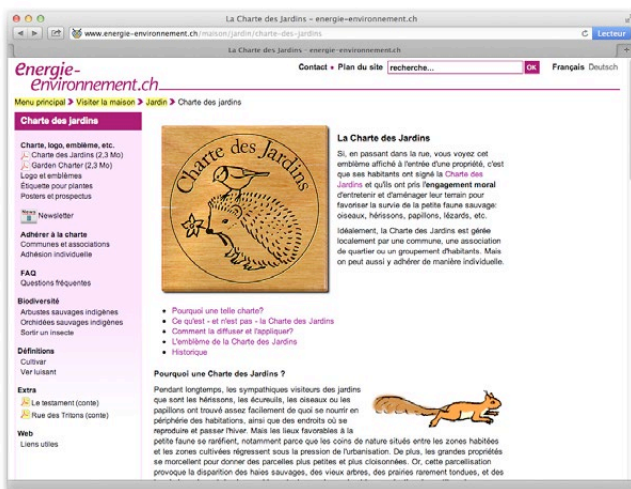 La Charte des Jardins – energie-environnement.ch
www.energie-environnement.ch/maison/jardin/charte-des-jardins
Lecteur
La Charte des Jardins - energie-environnement.ch
energie-
environnement.ch
Contact • Plan du site
recherche...
OK
Français Deutsch
Menu principal > Visiter la maison > Jardin > Charte des jardins
Charte des jardins
Charte, logo, emblème, etc.
Charte des Jardins (2,3 Mo)
Garden Charter (2,3 Mo)
Logo et emblèmes
Étiquette pour plantes
Posters et prospectus
News
Newsletter
Adhérer à la charte
Communes et associations
Adhésion individuelle
FAQ
Questions fréquentes
Biodiversité
Arbustes sauvages indigènes
Orchidées sauvages indigènes
Sortir un insecte
Définitions
Cultivar
Ver luisant
Extra
Le testament (conte)
Rue des Tritons (conte)
Web
Liens utiles
Charte des Jardins
La Charte des Jardins
Si, en passant dans la rue, vous voyez cet
emblème affiché à l'entrée d'une propriété, c'est
que ses habitants ont signé la Charte des
Jardins et qu'ils ont pris l'engagement moral
d'entretenir et d'aménager leur terrain pour
favoriser la survie de la petite faune sauvage:
oiseaux, hérissons, papillons, lézards, etc.
Idéalement, la Charte des Jardins est gérée
localement par une commune, une association
de quartier ou un groupement d'habitants. Mais
on peut aussi y adhérer de manière individuelle.
Pourquoi une telle charte?
Ce qu'est - et n'est pas - la Charte des Jardins
Comment la diffuser et l'appliquer?
L'emblème de la Charte des Jardins
Historique
Pourquoi une Charte des Jardins ?
Pendant longtemps, les sympathiques visiteurs des jardins
que sont les hérissons, les écureuils, les oiseaux ou les
papillons ont trouvé assez facilement de quoi se nourrir en
périphérie des habitations, ainsi que des endroits où se
reproduire et passer l'hiver. Mais les lieux favorables à la
petite faune se raréfient, notamment parce que les coins de nature situés entre les zones habitées
et les zones cultivées régressent sous la pression de l'urbanisation. De plus, les grandes propriétés
se morcellent pour donner des parcelles plus petites et plus cloisonnées. Or, cette parcellisation
provoque la disparition des haies sauvages, des vieux arbres, des prairies rarement tondues, et des